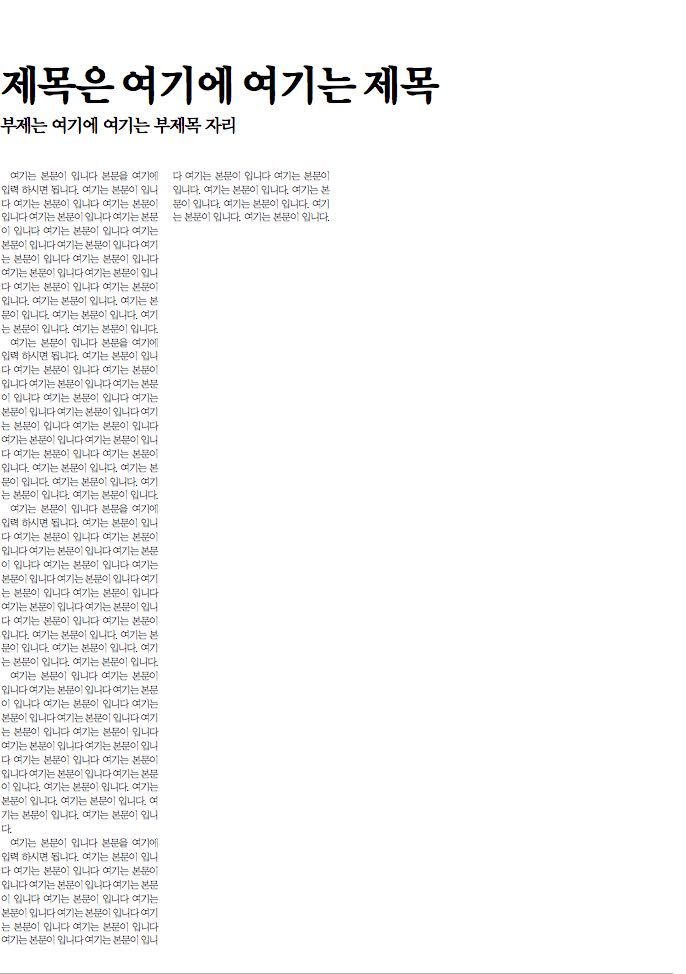 제목은 여기에 여기는 제목
부제는 여기에 여기는 부제목 자리
여기는 본문이 입니다 본문을 여기에
입력 하시면 됩니다. 여기는 본문이 입니
다 여기는 본문이 입니다 여기는 본문이
입니다 여기는 본문이 입니다 여기는 본문
이 입니다 여기는 본문이 입니다 여기는
본문이 입니다 여기는 본문이 입니다 여기
는 본문이 입니다 여기는 본문이 입니다
여기는 본문이 입니다 여기는 본문이 입니
다 여기는 본문이 입니다 여기는 본문이
입니다. 여기는 본문이 입니다. 여기는 본
문이 입니다. 여기는 본문이 입니다. 여기
는 본문이 입니다. 여기는 본문이 입니다.
여기는 본문이 입니다 본문을 여기에
입력 하시면 됩니다. 여기는 본문이 입니
다 여기는 본문이 입니다 여기는 본문이
입니다 여기는 본문이 입니다 여기는 본문
이 입니다 여기는 본문이 입니다 여기는
본문이 입니다 여기는 본문이 입니다 여기
는 본문이 입니다 여기는 본문이 입니다
여기는 본문이 입니다 여기는 본문이 입니
다 여기는 본문이 입니다 여기는 본문이
입니다. 여기는 본문이 입니다. 여기는 본
문이 입니다. 여기는 본문이 입니다. 여기
는 본문이 입니다. 여기는 본문이 입니다.
여기는 본문이 입니다 본문을 여기에
입력 하시면 됩니다. 여기는 본문이 입니
다 여기는 본문이 입니다 여기는 본문이
입니다 여기는 본문이 입니다 여기는 본문
이 입니다 여기는 본문이 입니다 여기는
본문이 입니다 여기는 본문이 입니다 여기
는 본문이 입니다 여기는 본문이 입니다
여기는 본문이 입니다 여기는 본문이 입니
다 여기는 본문이 입니다 여기는 본문이
입니다. 여기는 본문이 입니다. 여기는 본
문이 입니다. 여기는 본문이 입니다. 여기
는 본문이 입니다. 여기는 본문이 입니다.
여기는 본문이 입니다 여기는 본문이
입니다 여기는 본문이 입니다 여기는 본문
이 입니다 여기는 본문이 입니다 여기는
본문이 입니다 여기는 본문이 입니다 여기
는 본문이 입니다 여기는 본문이 입니다
여기는 본문이 입니다 여기는 본문이 입니
다 여기는 본문이 입니다 여기는 본문이
입니다 여기는 본문이 입니다 여기는 본문
이 입니다. 여기는 본문이 입니다. 여기는
본문이 입니다. 여기는 본문이 입니다. 여
기는 본문이 입니다. 여기는 본문이 입니
다.
여기는 본문이 입니다 본문을 여기에
입력 하시면 됩니다. 여기는 본문이 입니
다 여기는 본문이 입니다 여기는 본문이
입니다 여기는 본문이 입니다 여기는 본문
이 입니다 여기는 본문이 입니다 여기는
본문이 입니다 여기는 본문이 입니다 여기
는 본문이 입니다 여기는 본문이 입니다
여기는 본문이 입니다 여기는 본문이 입니
다 여기는 본문이 입니다 여기는 본문이
입니다. 여기는 본문이 입니다. 여기는 본
문이 입니다. 여기는 본문이 입니다. 여기
는 본문이 입니다. 여기는 본문이 입니다.